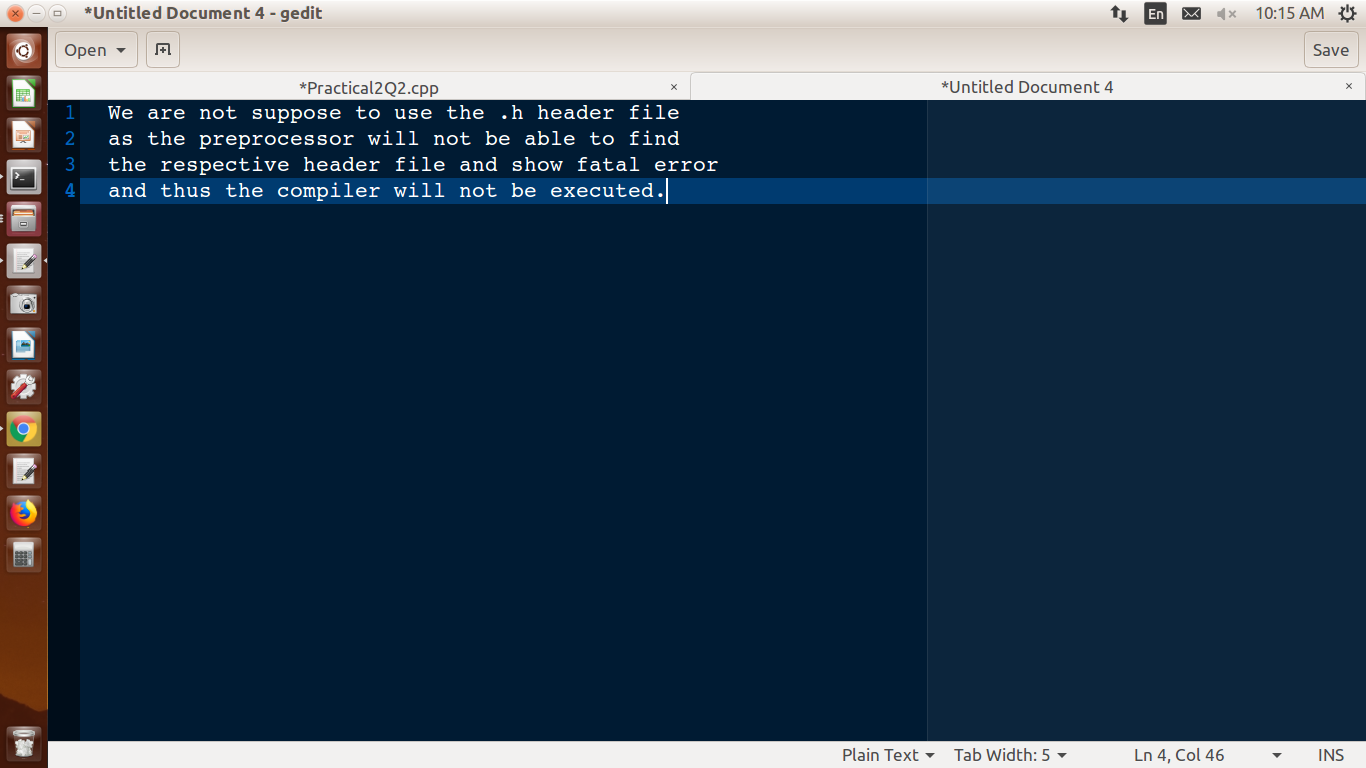 *Untitled Document 4 - gedit
En
10:15 AM
Open
Save
*Practical2Q2.cpp
*Untitled Document 4
1 We are not suppose to use the .h header file
2 as the preprocessor will not be able to find
3 the respective header file and show fatal error
4 and thus the compiler will not be executed.
Plain Text Tab Width: 5 Ln 4, Col 46 INS